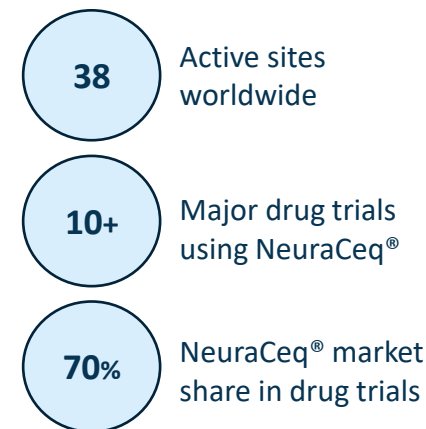 38
Active sites
worldwide
10+
Major drug trials
using NeuraCeq®
70%
NeuraCeq® market
share in drug trials